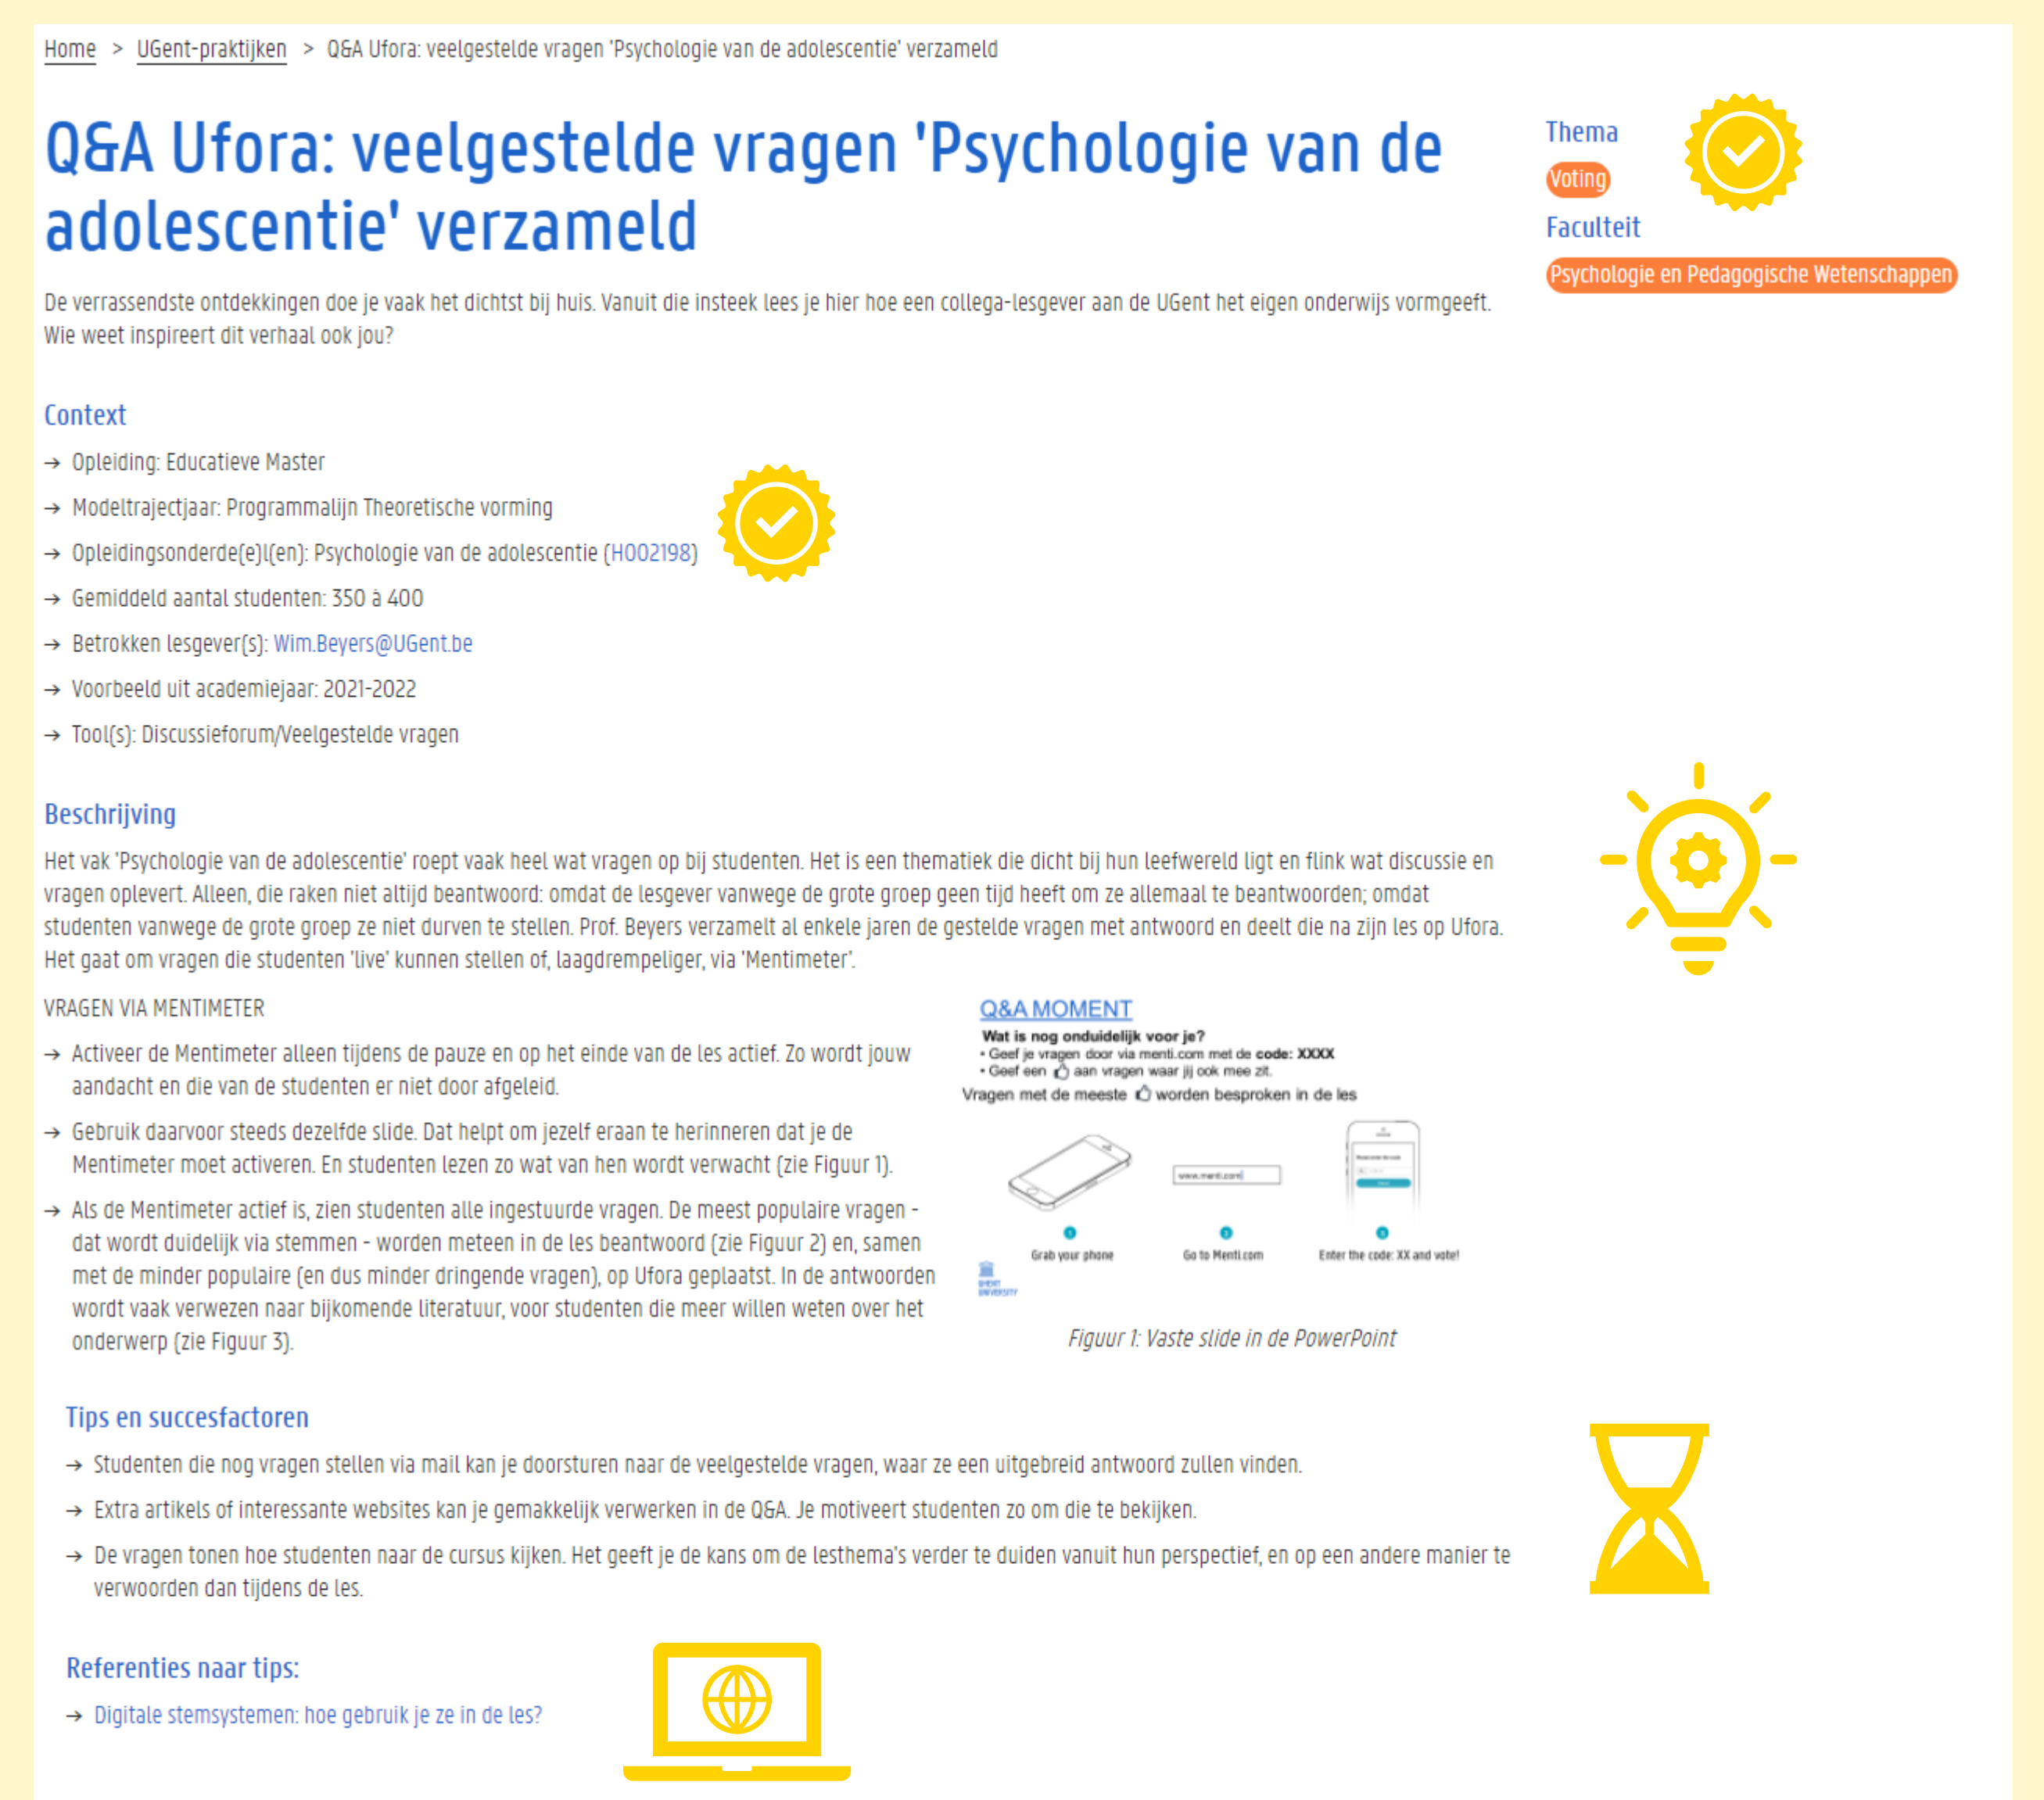 Home > UGent-praktijken > Q&A Ufora: veelgestelde vragen 'Psychologie van de adolescentie' verzameld
Q&A Ufora: veelgestelde vragen 'Psychologie van de
adolescentie' verzameld
Thema
Voting
Faculteit
Psychologie en Pedagogische Wetenschappen
De verrassendste ontdekkingen doe je vaak het dichtst bij huis. Vanuit die insteek lees je hier hoe een collega-lesgever aan de UGent het eigen onderwijs vormgeeft.
Wie weet inspireert dit verhaal ook jou?
Context
→ Opleiding: Educatieve Master
→ Modeltrajectjaar: Programmalijn Theoretische vorming
→ Opleidingsonderde(e)l(en): Psychologie van de adolescentie (H002198)
→ Gemiddeld aantal studenten: 350 à 400
→ Betrokken lesgever(s): Wim.Beyers@UGent.be
→ Voorbeeld uit academiejaar: 2021-2022
→ Tool(s): Discussieforum/Veelgestelde vragen
Beschrijving
Het vak 'Psychologie van de adolescentie' roept vaak heel wat vragen op bij studenten. Het is een thematiek die dicht bij hun leefwereld ligt en flink wat discussie en
vragen oplevert. Alleen, die raken niet altijd beantwoord: omdat de lesgever vanwege de grote groep geen tijd heeft om ze allemaal te beantwoorden; omdat
studenten vanwege de grote groep ze niet durven te stellen. Prof. Beyers verzamelt al enkele jaren de gestelde vragen met antwoord en deelt die na zijn les op Ufora.
Het gaat om vragen die studenten 'live' kunnen stellen of, laagdrempeliger, via 'Mentimeter'.
VRAGEN VIA MENTIMETER
→ Activeer de Mentimeter alleen tijdens de pauze en op het einde van de les actief. Zo wordt jouw
aandacht en die van de studenten er niet door afgeleid.
→ Gebruik daarvoor steeds dezelfde slide. Dat helpt om jezelf eraan te herinneren dat je de
Mentimeter moet activeren. En studenten lezen zo wat van hen wordt verwacht (zie Figuur 1).
→ Als de Mentimeter actief is, zien studenten alle ingestuurde vragen. De meest populaire vragen -
dat wordt duidelijk via stemmen - worden meteen in de les beantwoord (zie Figuur 2) en, samen
met de minder populaire (en dus minder dringende vragen), op Ufora geplaatst. In de antwoorden
wordt vaak verwezen naar bijkomende literatuur, voor studenten die meer willen weten over het
onderwerp (zie Figuur 3).
Q&A MOMENT
Wat is nog onduidelijk voor je?
• Geef je vragen door via menti.com met de code: XXXX
• Geef een aan vragen waar jij ook mee zit.
Vragen met de meeste worden besproken in de les
www.menti.com
Please enter the code
1 2 3
Grab your phone Go to Menti.com Enter the code: XX and vote!
GHENT
UNIVERSITY
Figuur 1: Vaste slide in de PowerPoint
Tips en succesfactoren
→ Studenten die nog vragen stellen via mail kan je doorsturen naar de veelgestelde vragen, waar ze een uitgebreid antwoord zullen vinden.
→ Extra artikels of interessante websites kan je gemakkelijk verwerken in de Q&A. Je motiveert studenten zo om die te bekijken.
→ De vragen tonen hoe studenten naar de cursus kijken. Het geeft je de kans om de lesthema's verder te duiden vanuit hun perspectief, en op een andere manier te
verwoorden dan tijdens de les.
Referenties naar tips:
→ Digitale stemsystemen: hoe gebruik je ze in de les?